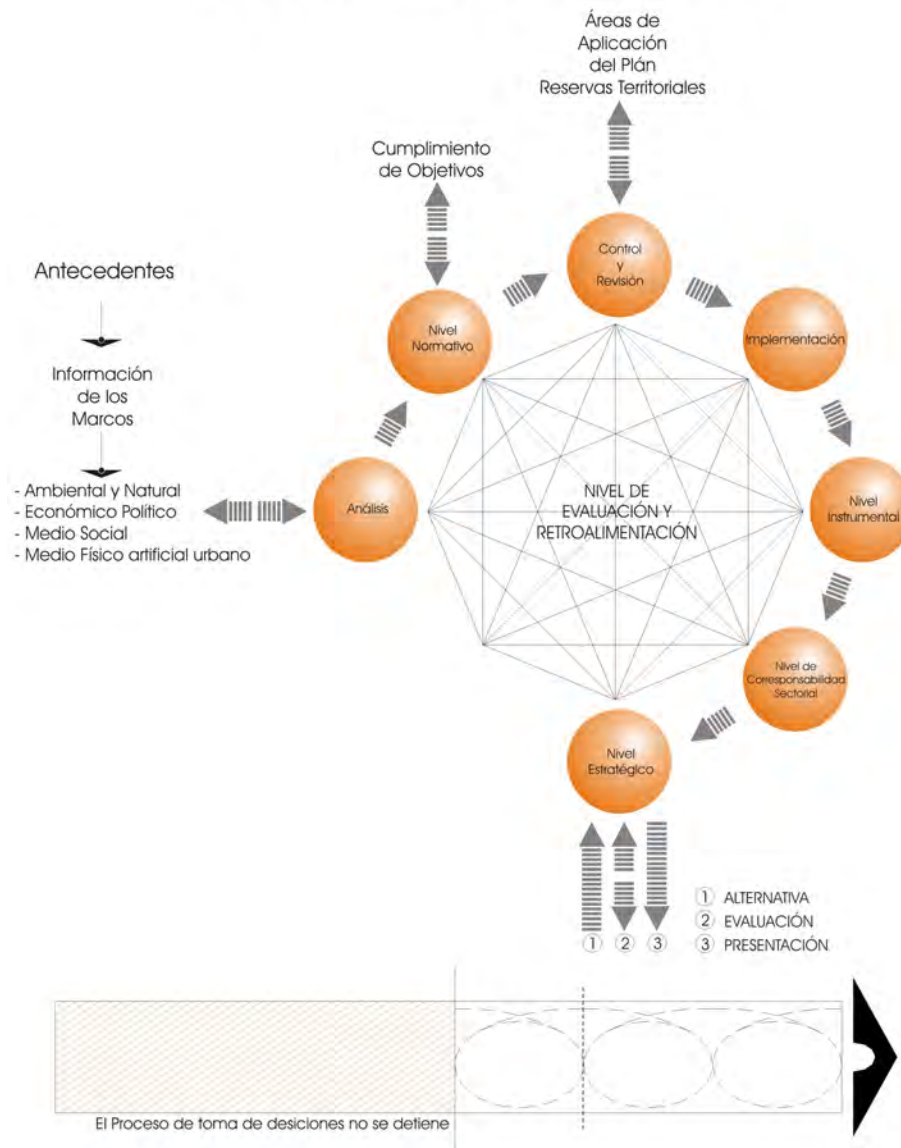 Áreas de
Aplicación
del Plán
Reservas Territoriales
Cumplimiento
de Objetivos
Antecedentes
Información
de los
Marcos
- Ambiental y Natural
- Económico Político
- Medio Social
- Medio Físico artificial urbano
Análisis
Nivel
Normativo
Control
y
Revisión
Implementación
Nivel
Instrumental
Nivel de
Corresponsabilidad
Sectorial
Nivel
Estratégico
NIVEL DE
EVALUACIÓN Y
RETROALIMENTACIÓN
1 2 3
1 ALTERNATIVA
2 EVALUACIÓN
3 PRESENTACIÓN
El Proceso de toma de desiciones no se detiene